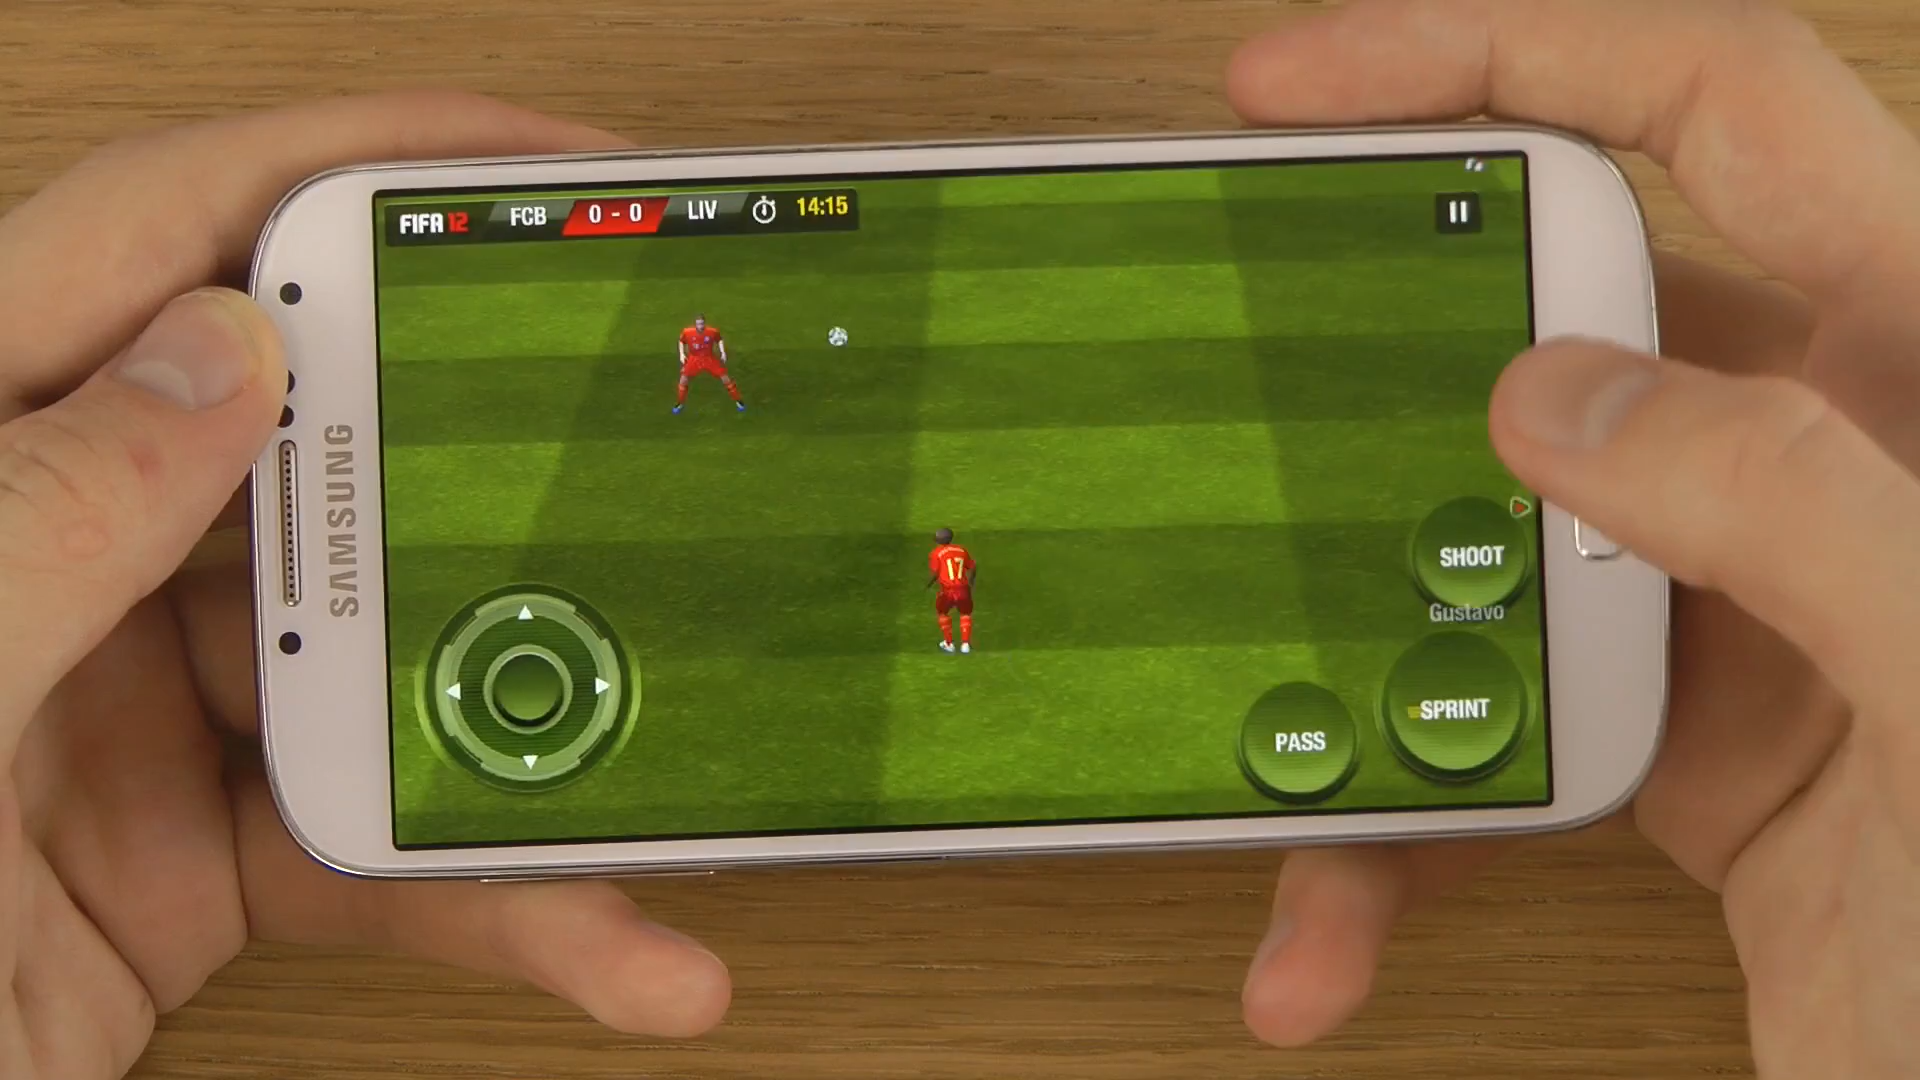 FIFA 12 FCB 0 - 0 LIV 14:15
SAMSUNG
17
SHOOT
Gustavo
SPRINT
PASS